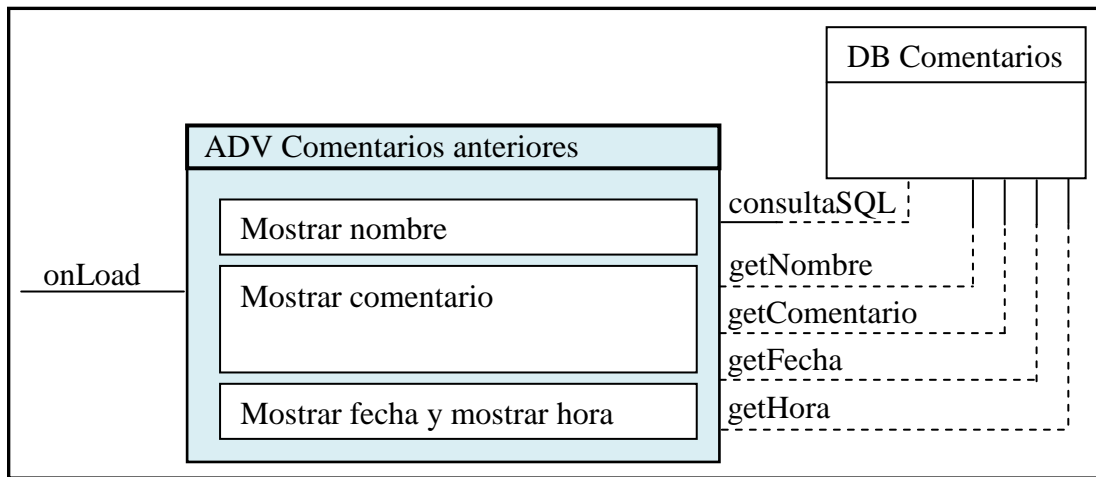 DB Comentarios
ADV Comentarios anteriores
consultaSQL
Mostrar nombre
onLoad
getNombre
Mostrar comentario
getComentario
getFecha
Mostrar fecha y mostrar hora
getHora